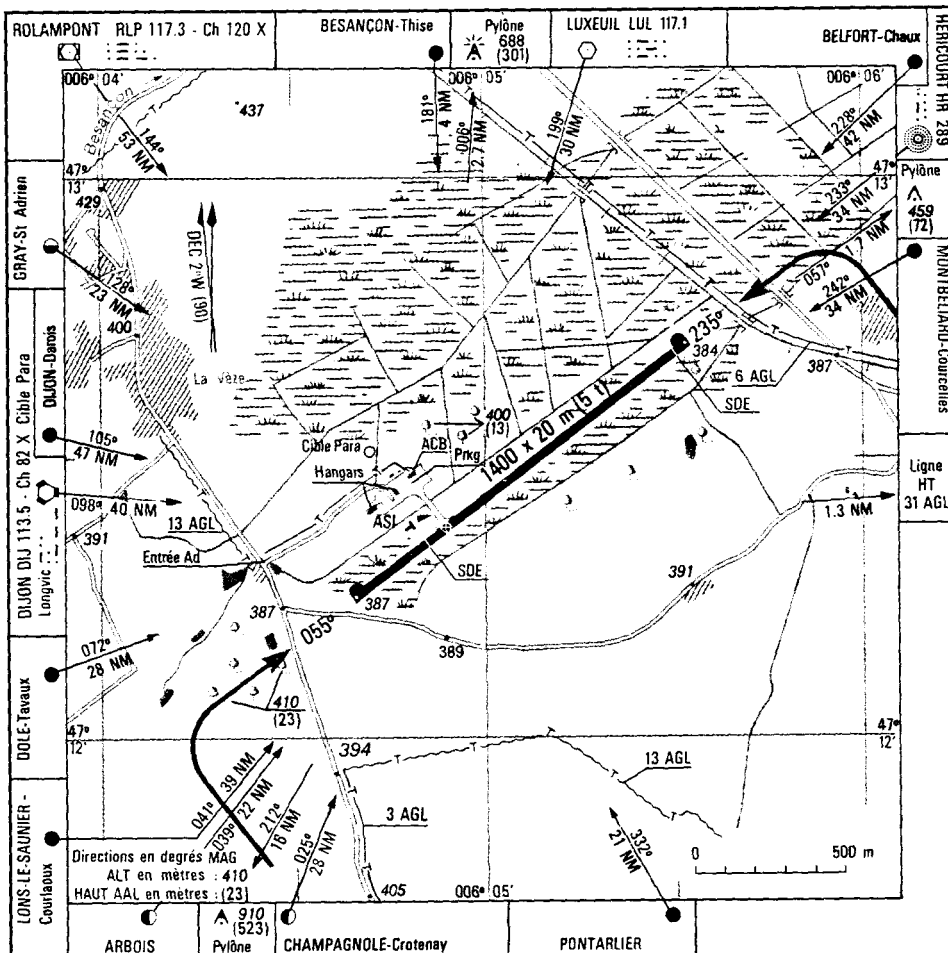 ROLAMPONT RLP 117.3 - Ch 120 X
BESANÇON-Thise
Pylône
688
(301)
LUXEUIL LUL 117.1
BELFORT-Chaux
HERICOURT HR 289
Pylône
459
(72)
MONTBELIARD-Courcelles
Ligne
HT
31 AGL
GRAY-St Adrien
DIJON-Darois
DIJON DIJ 113.5 - Ch 82 X Cible Para
Longvic
DOLE-Tavaux
LONS-LE-SAUNIER -
Courlaoux
ARBOIS
910
(523)
Pylône
CHAMPAGNOLE-Crotenay
PONTARLIER
006° 04'
006° 05'
006° 06'
Besançon
437
144°
53 NM
181°
4 NM
006°
2.7 NM
199°
30 NM
228°
42 NM
47°
13'
47°
13'
429
233°
34 NM
057°
1.7 NM
242°
34 NM
DEC 2°W (90)
128°
23 NM
400
La Vèze
235°
384
387
6 AGL
SDE
1400 x 20 m (5 t)
400
(13)
Cible Para
ACB
Hangars
Prkg
105°
47 NM
098°
40 NM
1.3 NM
13 AGL
ASI
391
Entrée Ad
SDE
391
387
387
055°
389
072°
28 NM
410
(23)
47°
12'
47°
12'
394
13 AGL
041°
39 NM
039°
22 NM
212°
16 NM
025°
28 NM
3 AGL
332°
21 NM
0
500 m
Directions en degrés MAG
ALT en mètres : 410
HAUT AAL en mètres : (23)
405
006° 05'